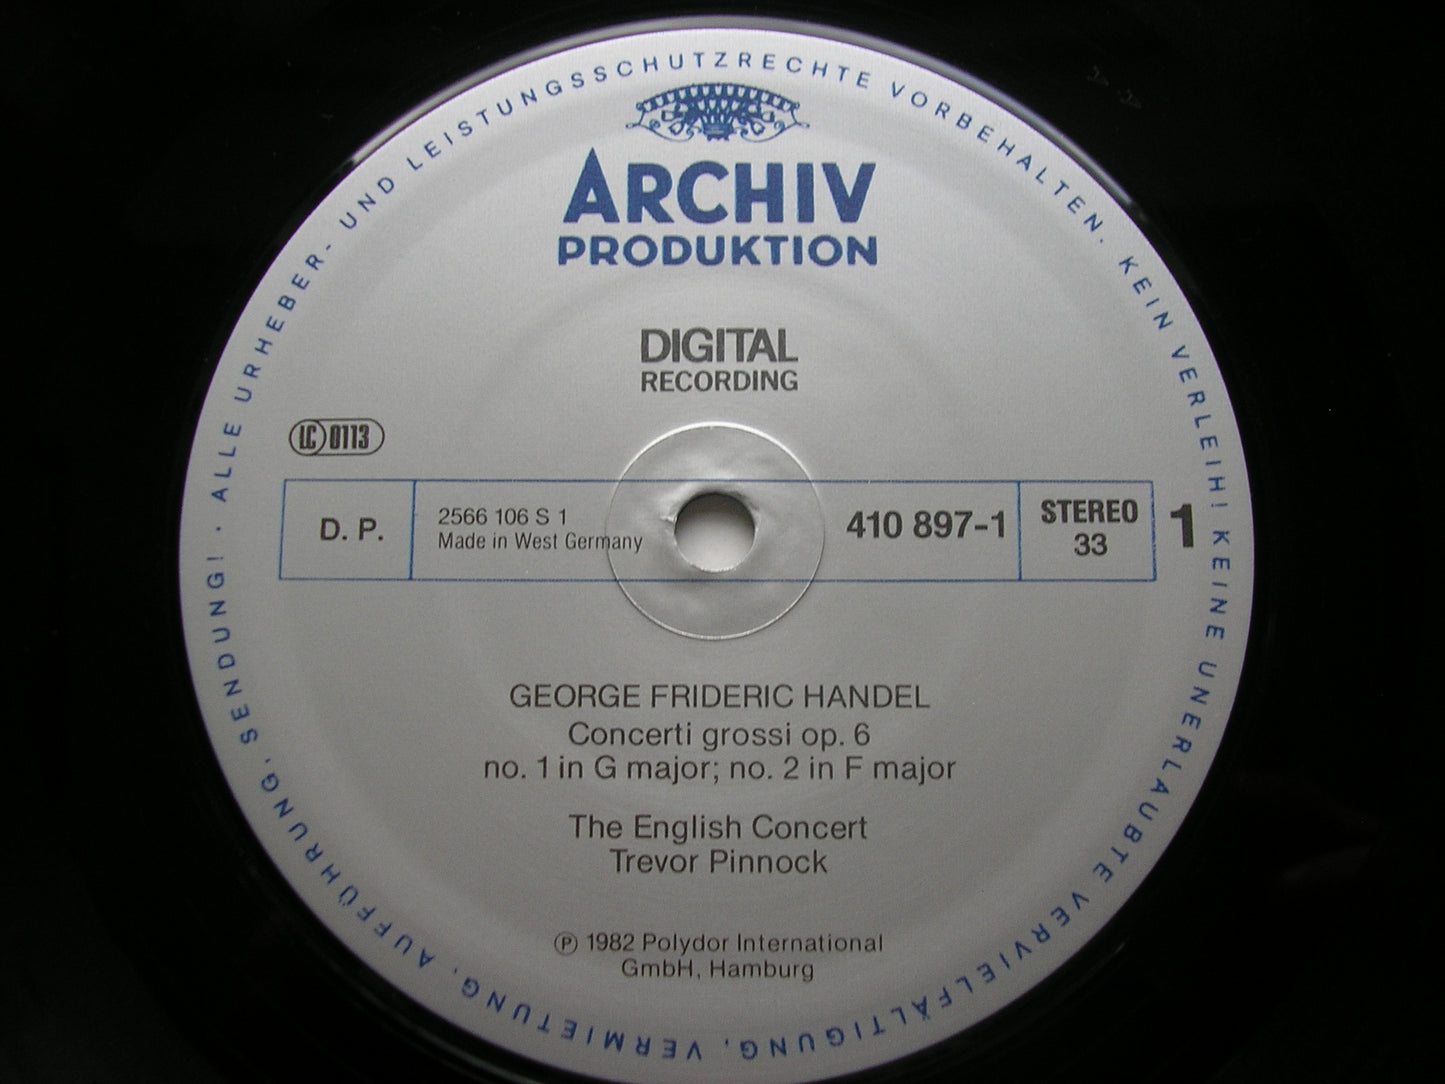 ALLE URHEBER- UND LEISTUNGSSCHUTZRECHTE VORBEHALTEN. KEIN VERLEIH! KEINE UNERLAUBTE VERVIELFÄLTIGUNG, VERMIETUNG, AUFFÜHRUNG, SENDUNG! ·
ARCHIV
PRODUKTION
DIGITAL
RECORDING
LC 0113
D. P.
2566 106 S 1
Made in West Germany
410 897-1
STEREO
33
1
GEORGE FRIDERIC HANDEL
Concerti grossi op. 6
no. 1 in G major; no. 2 in F major
The English Concert
Trevor Pinnock
℗ 1982 Polydor International
GmbH, Hamburg